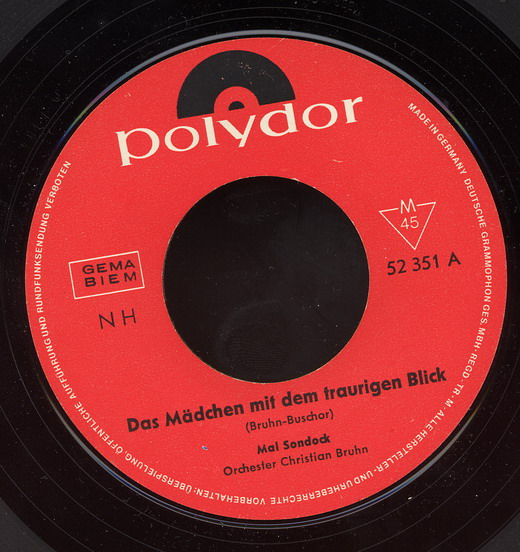 polydor
MADE IN GERMANY DEUTSCHE GRAMMOPHON GES. MBH · REGD. TR. - M · ALLE HERSTELLER- UND URHEBERRECHTE VORBEHALTEN: ÜBERSPIELUNG, ÖFFENTLICHE AUFFÜHRUNG UND RUNDFUNKSENDUNG VERBOTEN
M
45
GEMA
BIEM
52 351 A
NH
Das Mädchen mit dem traurigen Blick
(Bruhn-Buschor)
Mal Sondock
Orchester Christian Bruhn